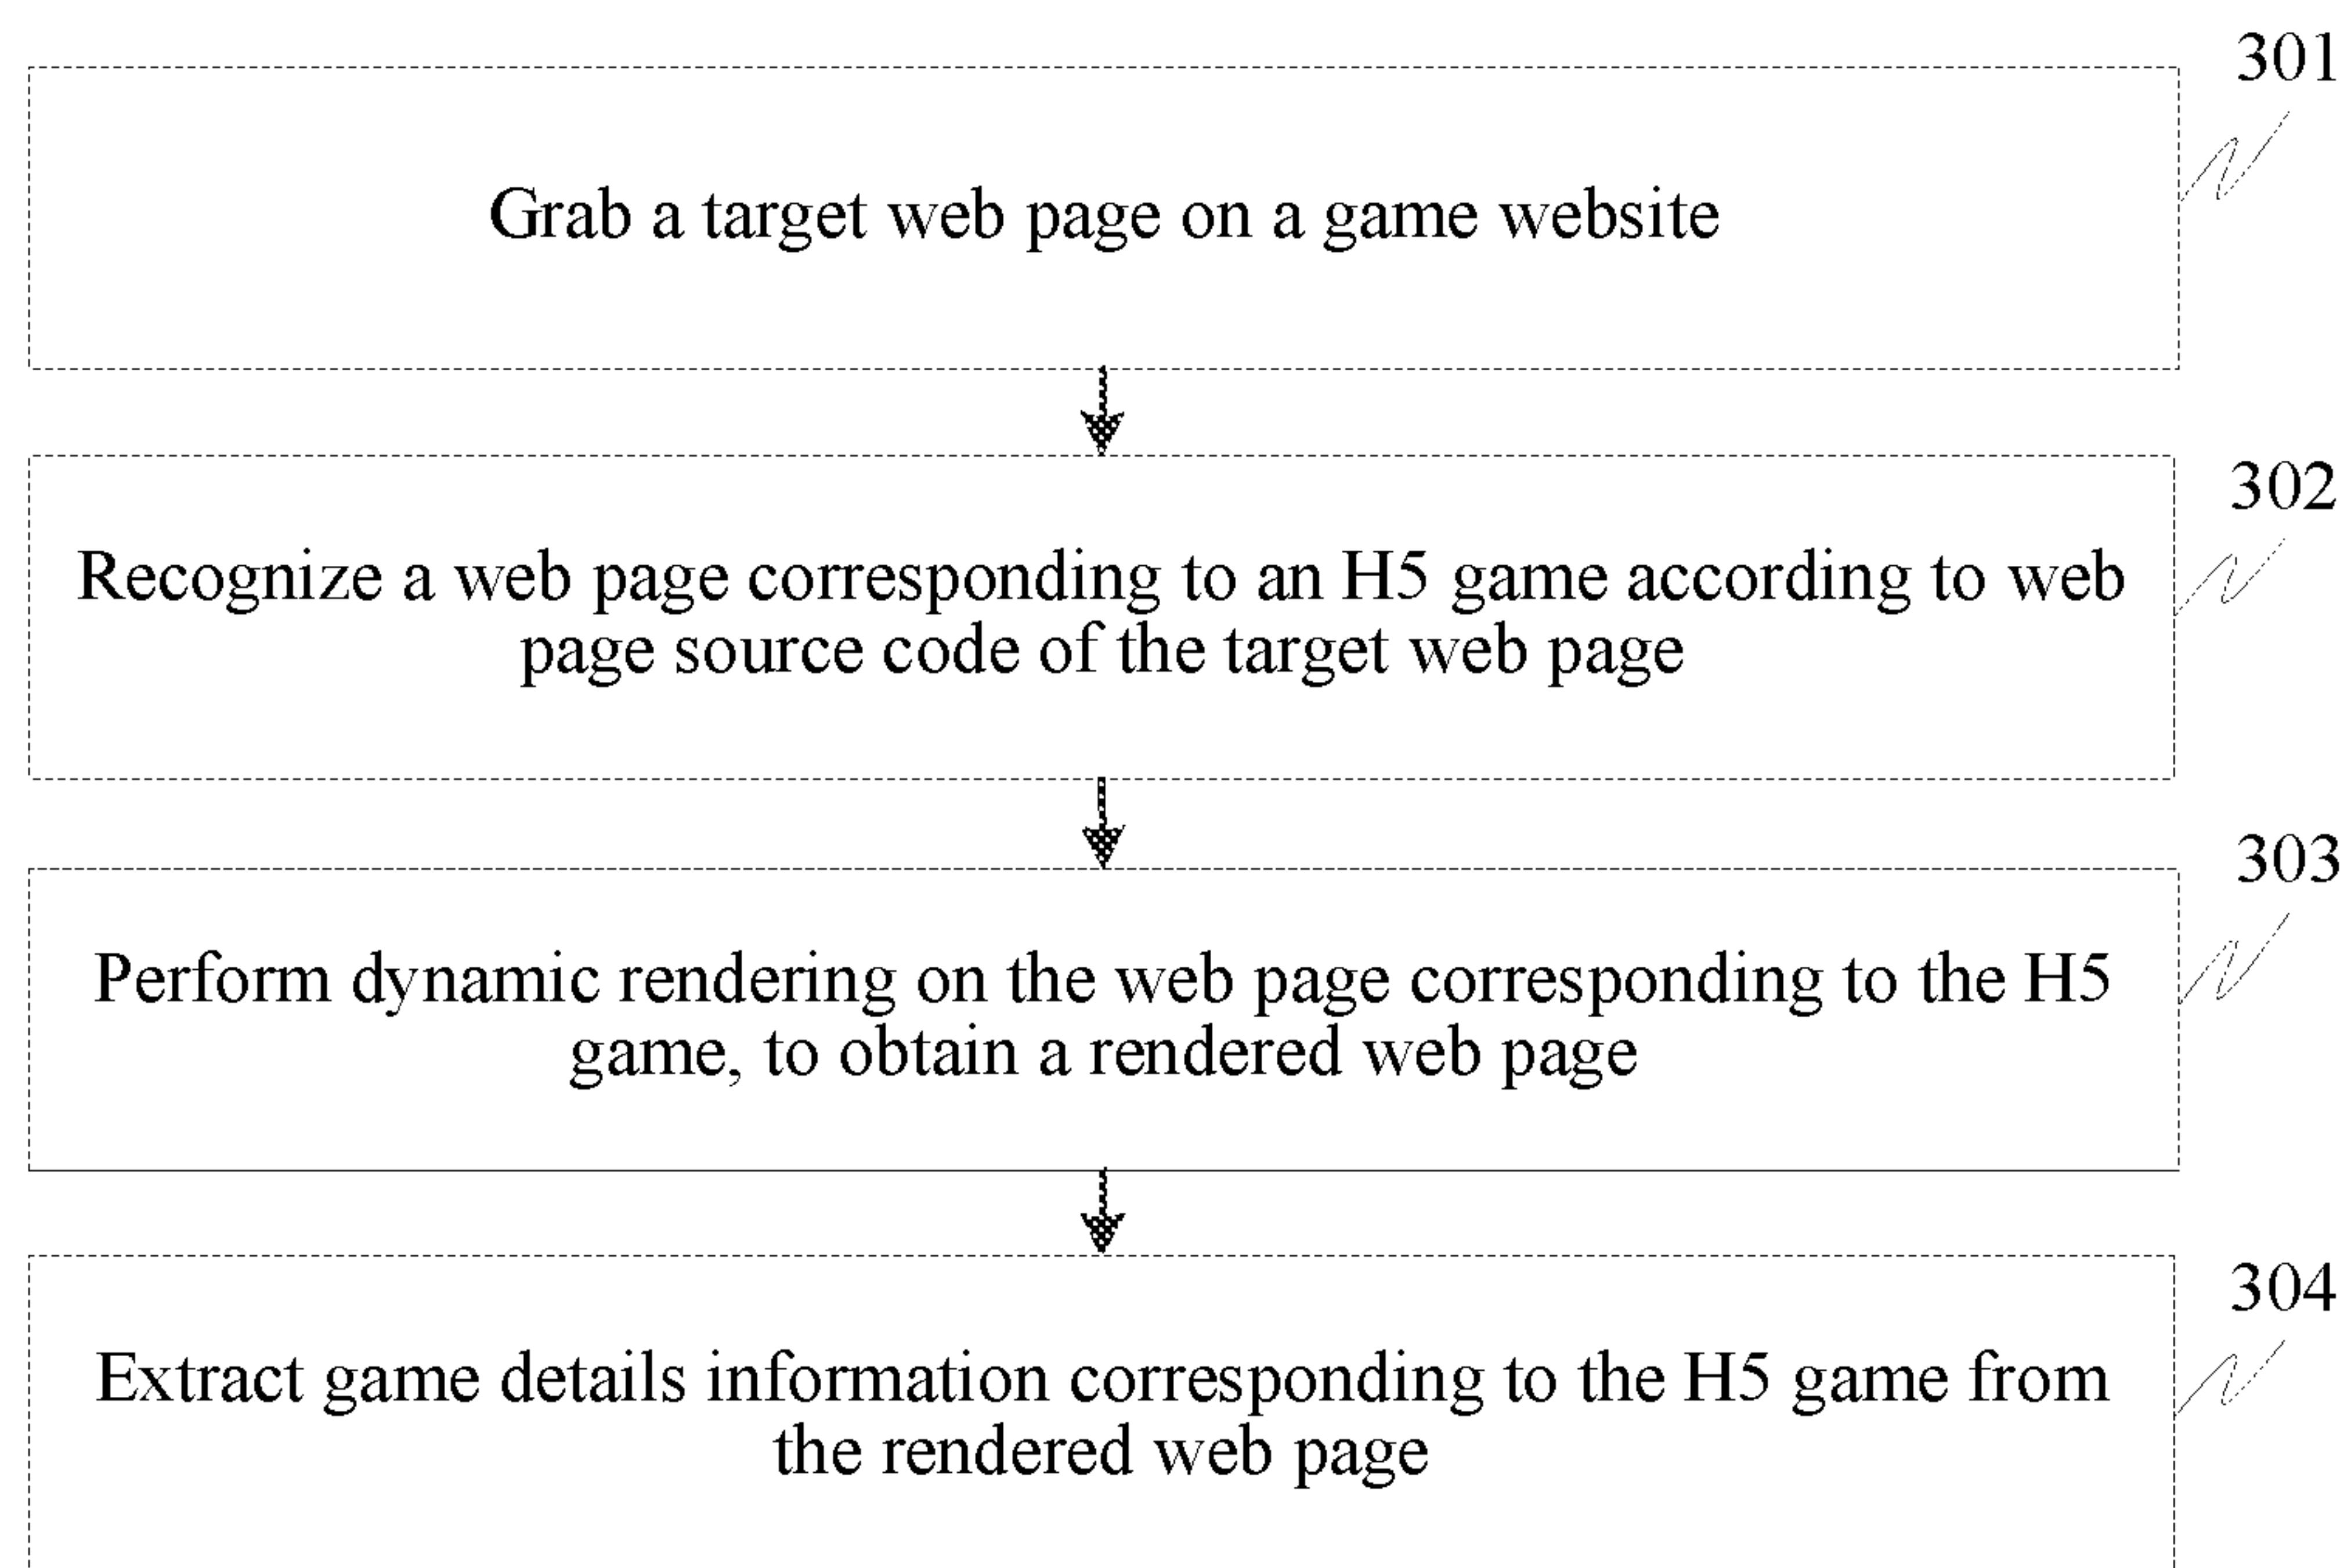 301
Grab a target web page on a game website
302
Recognize a web page corresponding to an H5 game according to web
page source code of the target web page
303
Perform dynamic rendering on the web page corresponding to the H5
game, to obtain a rendered web page
304
Extract game details information corresponding to the H5 game from
the rendered web page